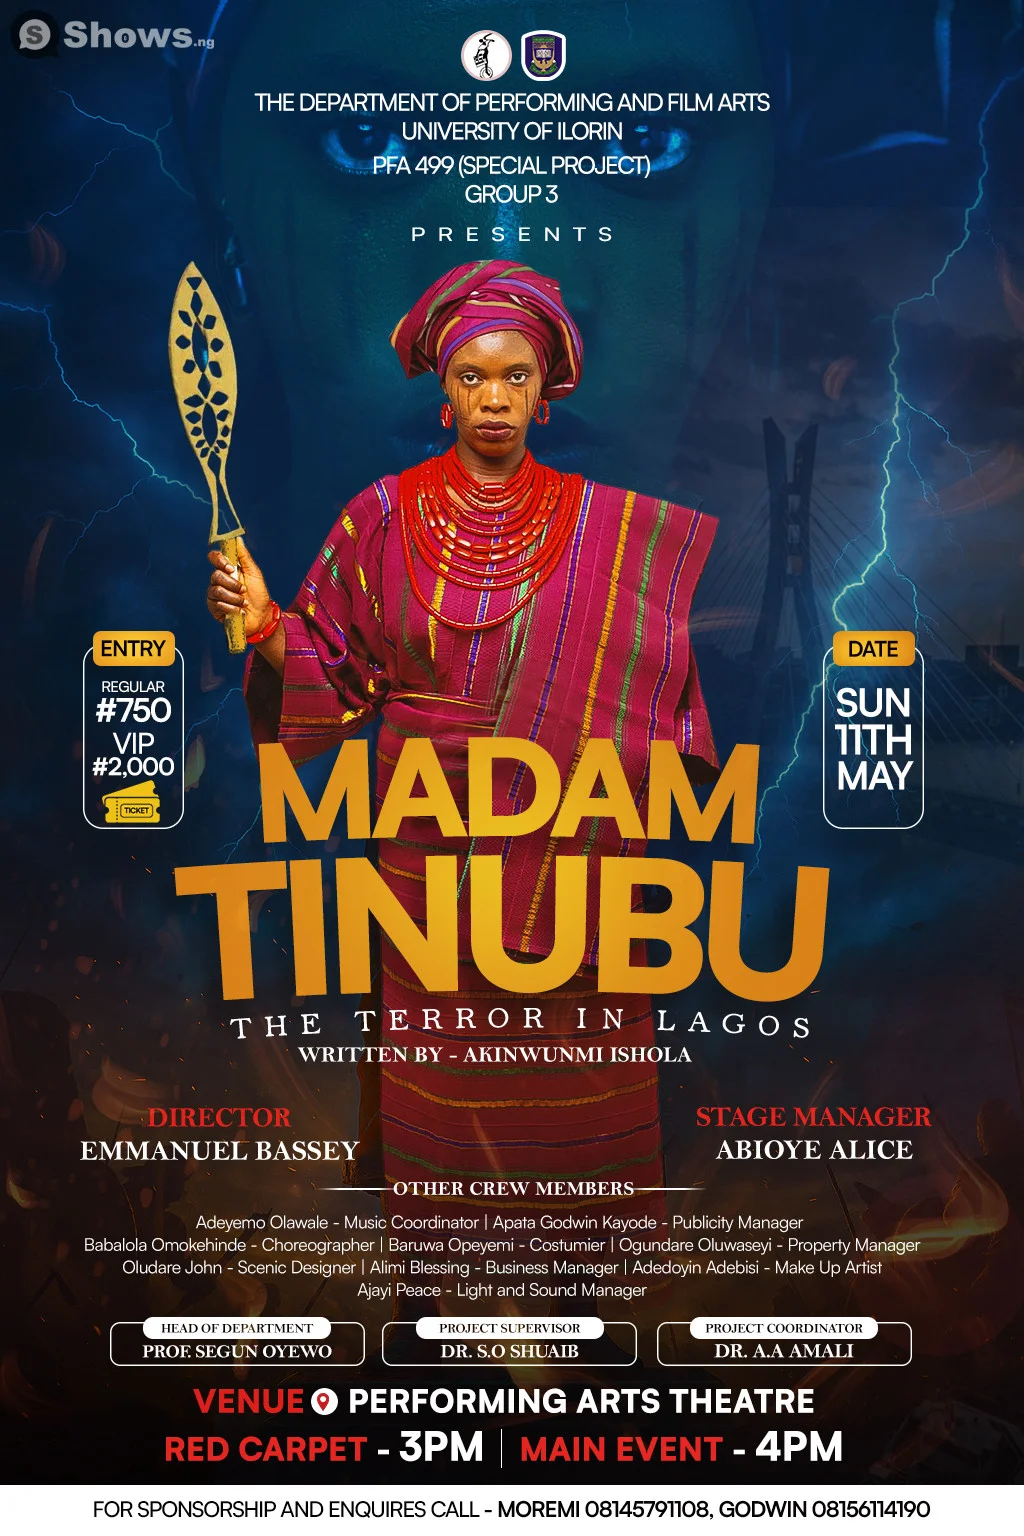 Shows.ng
THE DEPARTMENT OF PERFORMING AND FILM ARTS
UNIVERSITY OF ILORIN
PFA 499 (SPECIAL PROJECT)
GROUP 3
PRESENTS
ENTRY
REGULAR
#750
VIP
#2,000
TICKET
DATE
SUN
11TH
MAY
MADAM
TINUBU
THE TERROR IN LAGOS
WRITTEN BY - AKINWUNMI ISHOLA
DIRECTOR
EMMANUEL BASSEY
STAGE MANAGER
ABIOYE ALICE
OTHER CREW MEMBERS
Adeyemo Olawale - Music Coordinator | Apata Godwin Kayode - Publicity Manager
Babalola Omokehinde - Choreographer | Baruwa Opeyemi - Costumier | Ogundare Oluwaseyi - Property Manager
Oludare John - Scenic Designer | Alimi Blessing - Business Manager | Adedoyin Adebisi - Make Up Artist
Ajayi Peace - Light and Sound Manager
HEAD OF DEPARTMENT
PROF. SEGUN OYEWO
PROJECT SUPERVISOR
DR. S.O SHUAIB
PROJECT COORDINATOR
DR. A.A AMALI
VENUE PERFORMING ARTS THEATRE
RED CARPET - 3PM | MAIN EVENT - 4PM
FOR SPONSORSHIP AND ENQUIRES CALL - MOREMI 08145791108, GODWIN 08156114190